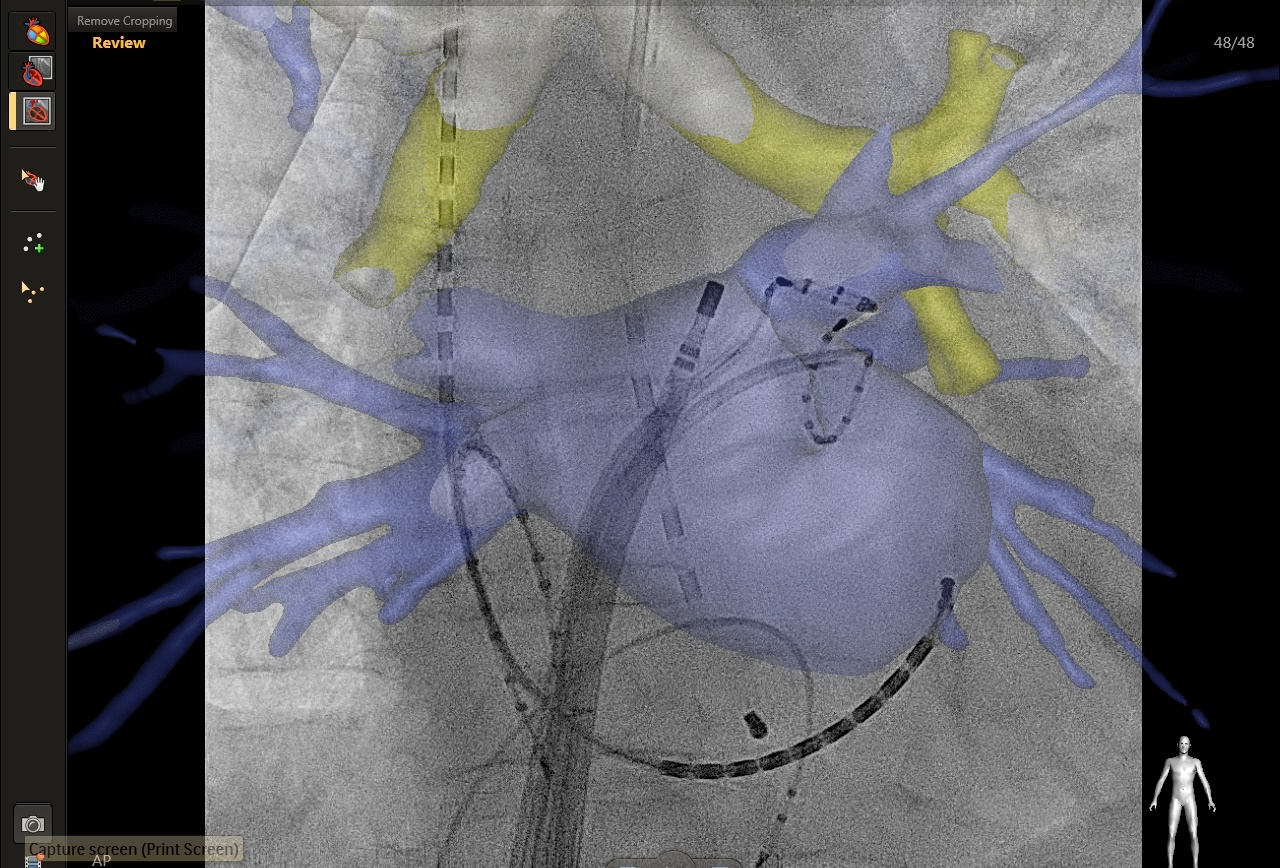 Remove Cropping
Review
48/48
Capture screen (Print Screen)
AP